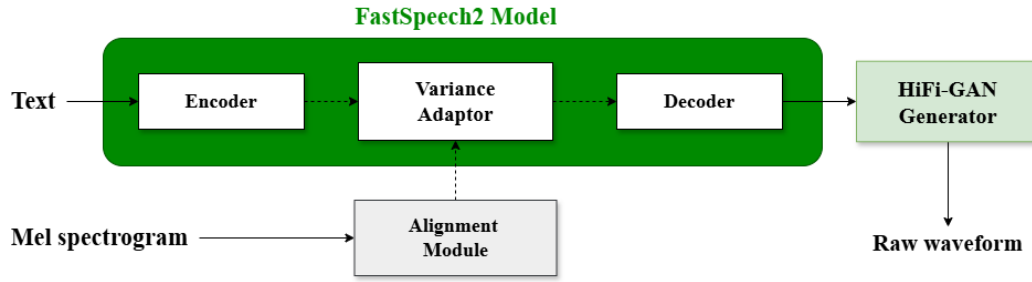 FastSpeech2 Model
Text
Encoder
Variance
Adaptor
Decoder
HiFi-GAN
Generator
Mel spectrogram
Alignment
Module
Raw waveform